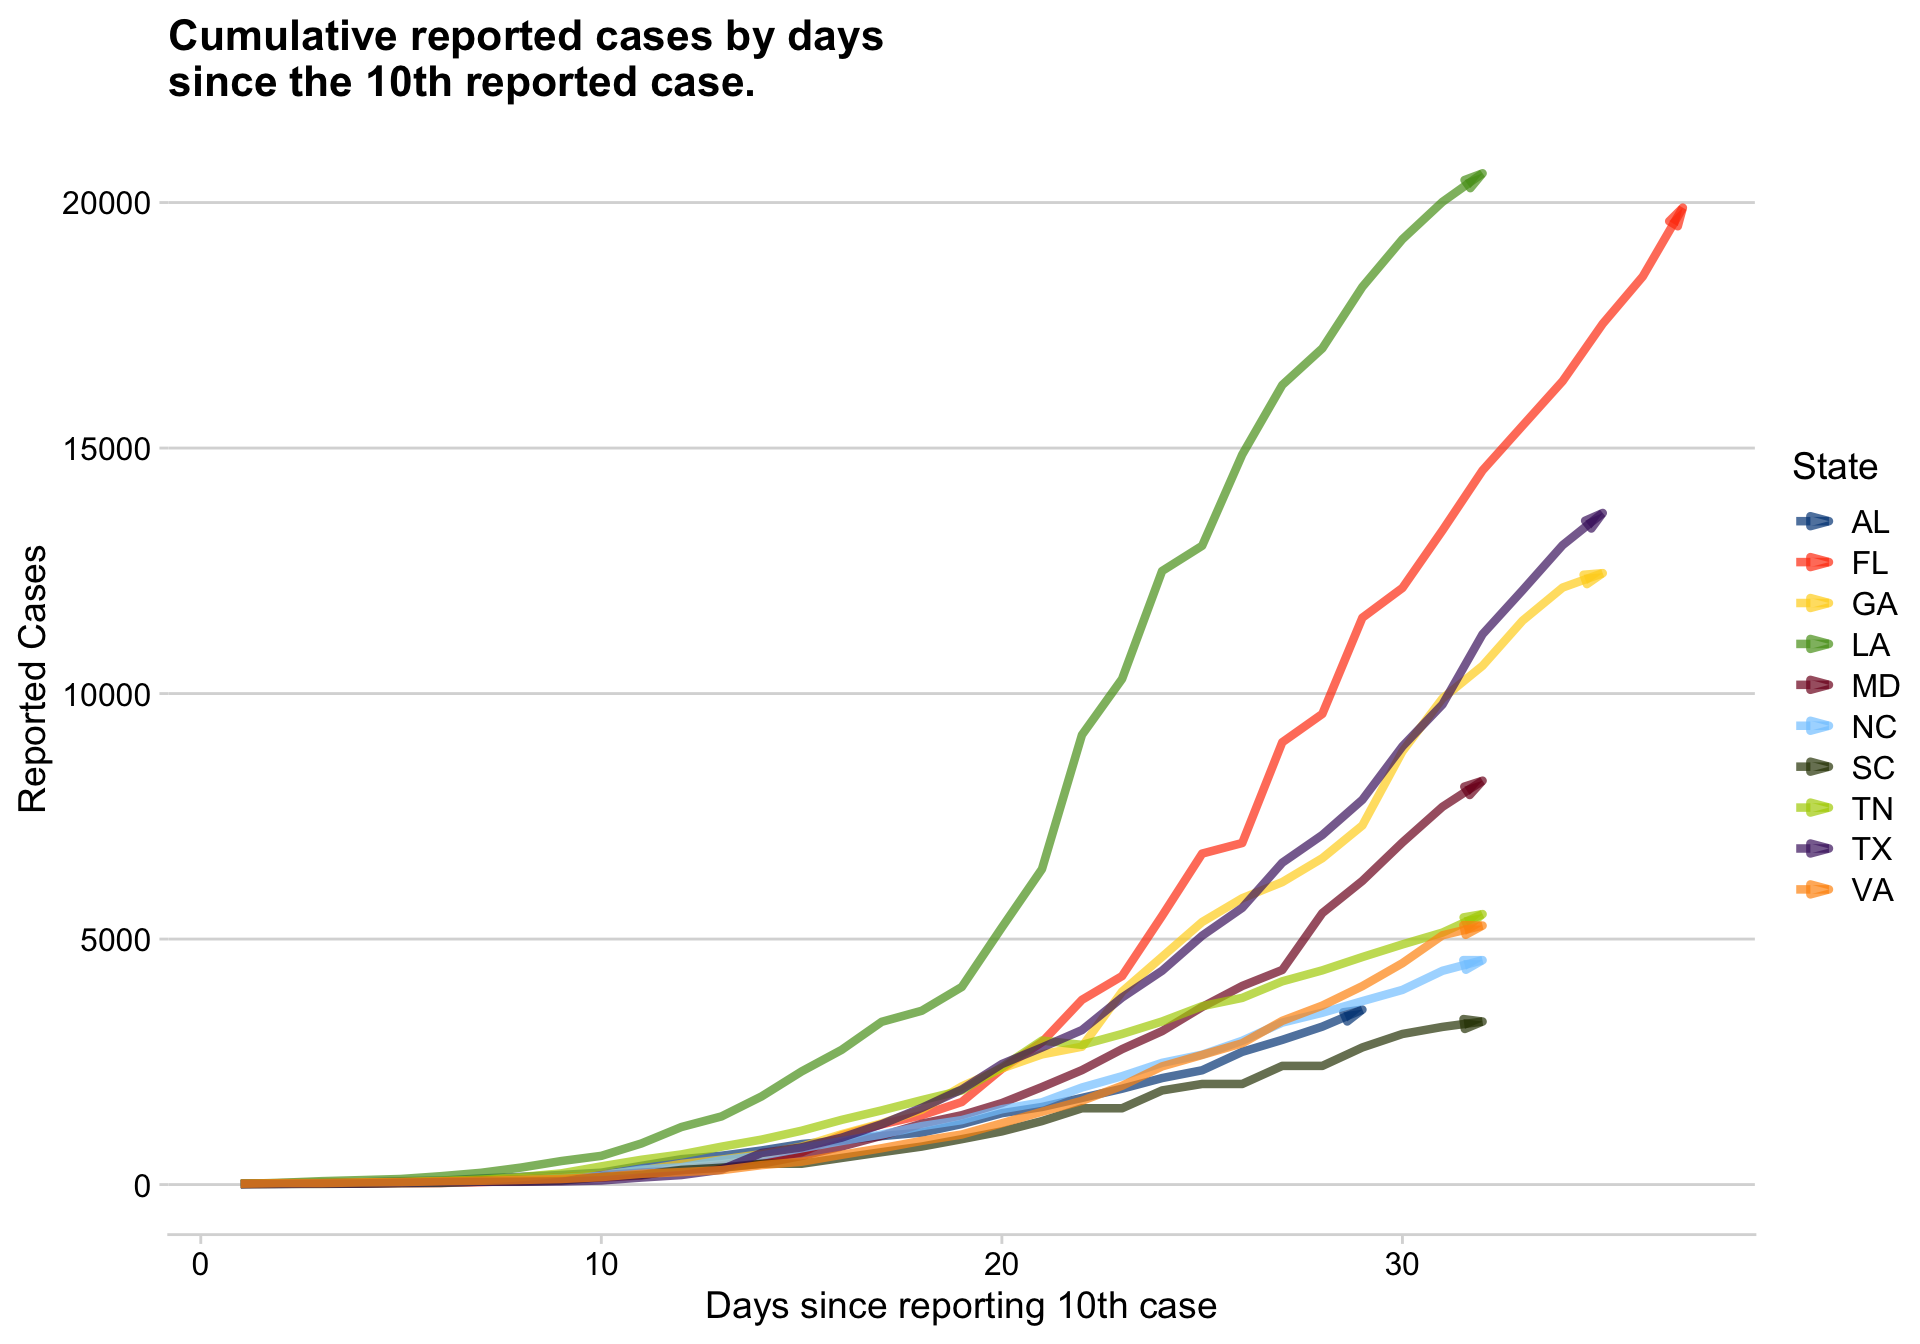 Cumulative reported cases by days
since the 10th reported case.
20000
15000
10000
5000
0
Reported Cases
0 10 20 30
Days since reporting 10th case
State
AL
FL
GA
LA
MD
NC
SC
TN
TX
VA